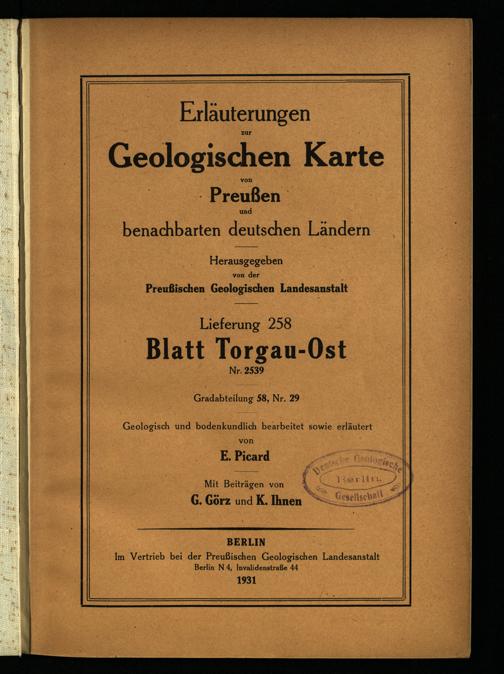 Erläuterungen
zur
Geologischen Karte
von
Preußen
und
benachbarten deutschen Ländern
Herausgegeben
von der
Preußischen Geologischen Landesanstalt
Lieferung 258
Blatt Torgau-Ost
Nr. 2539
Gradabteilung 58, Nr. 29
Geologisch und bodenkundlich bearbeitet sowie erläutert
von
E. Picard
Mit Beiträgen von
G. Görz und K. Ihnen
Deutsche Geologische
Gesellschaft
BERLIN
Im Vertrieb bei der Preußischen Geologischen Landesanstalt
Berlin N 4, Invalidenstraße 44
1931